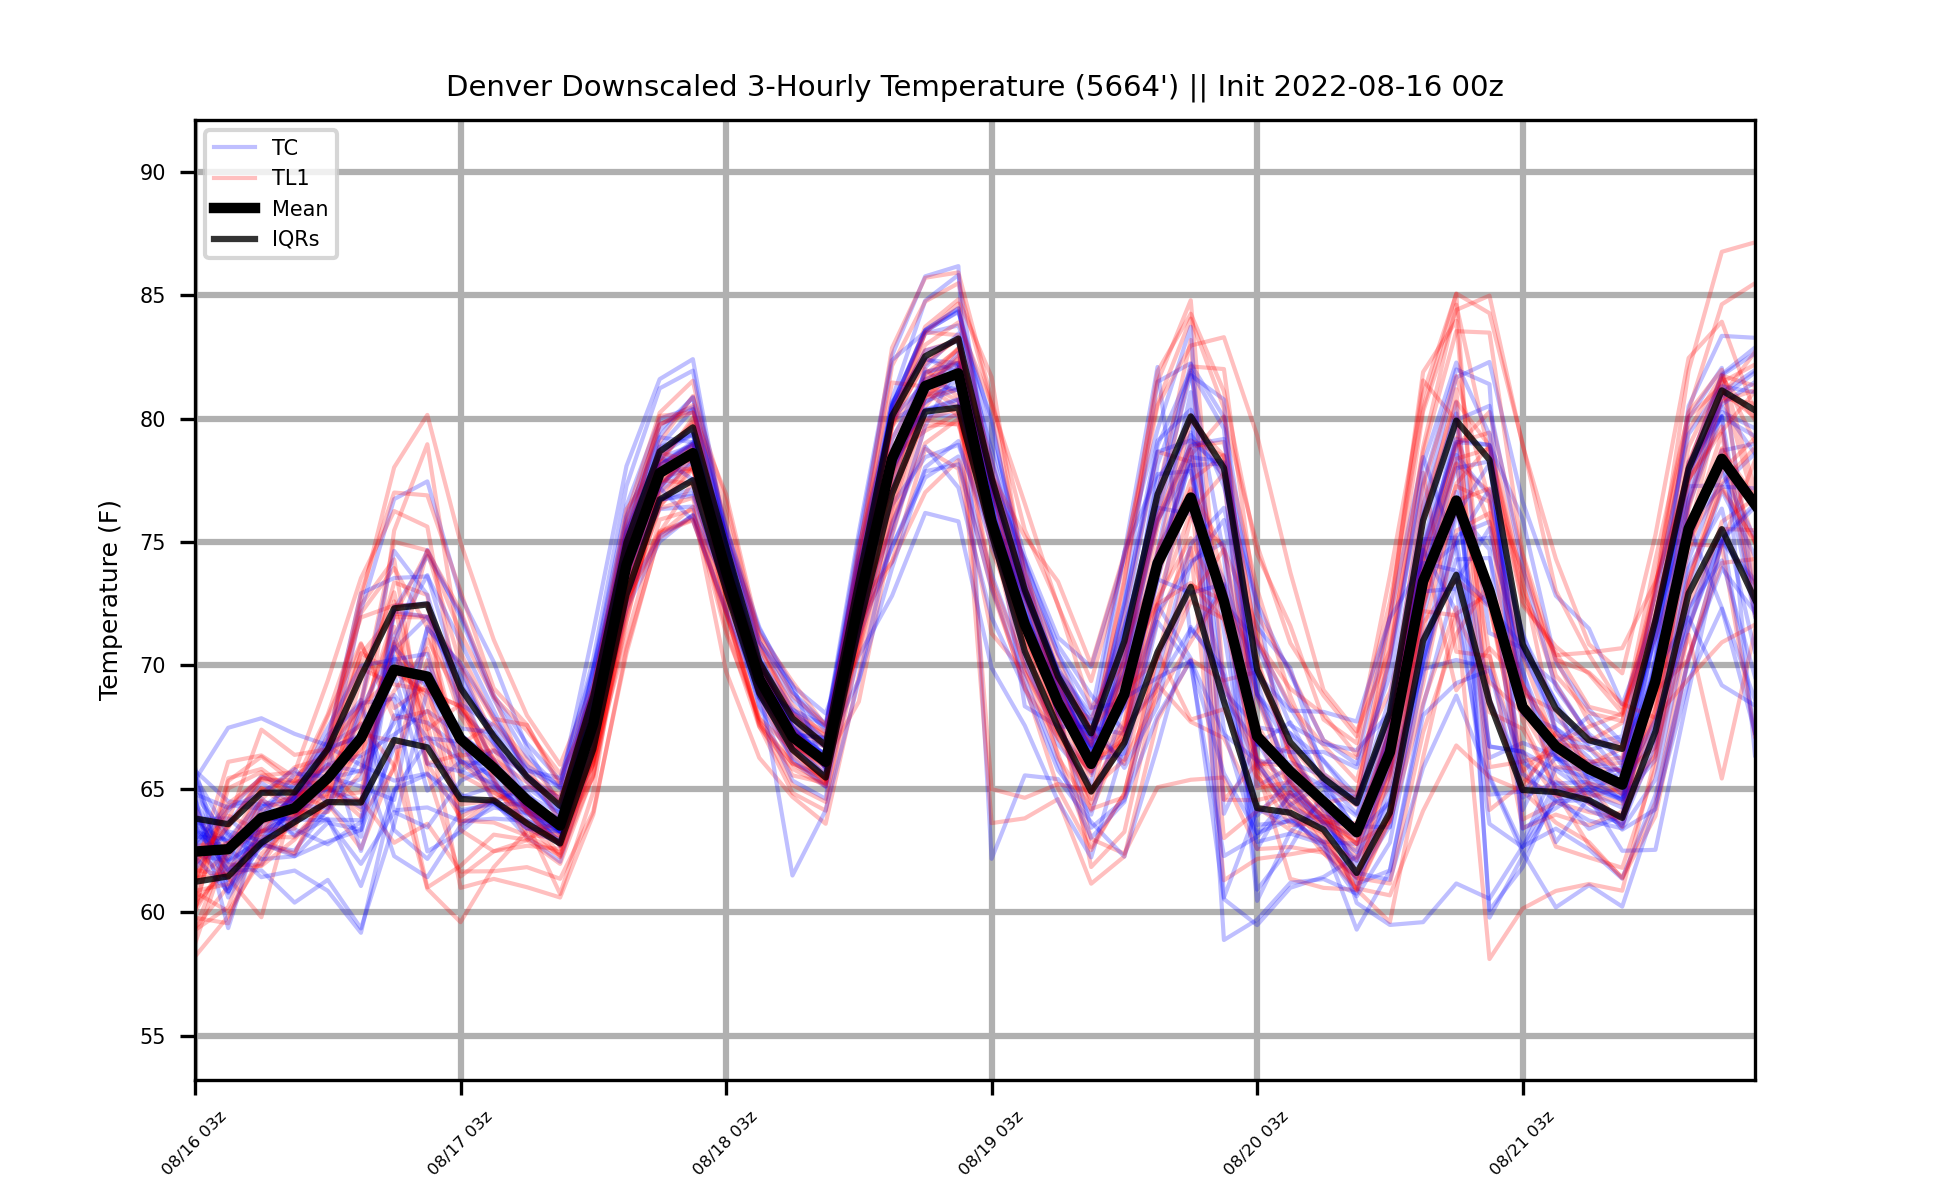 Denver Downscaled 3-Hourly Temperature (5664') || Init 2022-08-16 00z
TC
TL1
Mean
IQRs
90
85
80
75
70
65
60
55
Temperature (F)
08/16 03z
08/17 03z
08/18 03z
08/19 03z
08/20 03z
08/21 03z